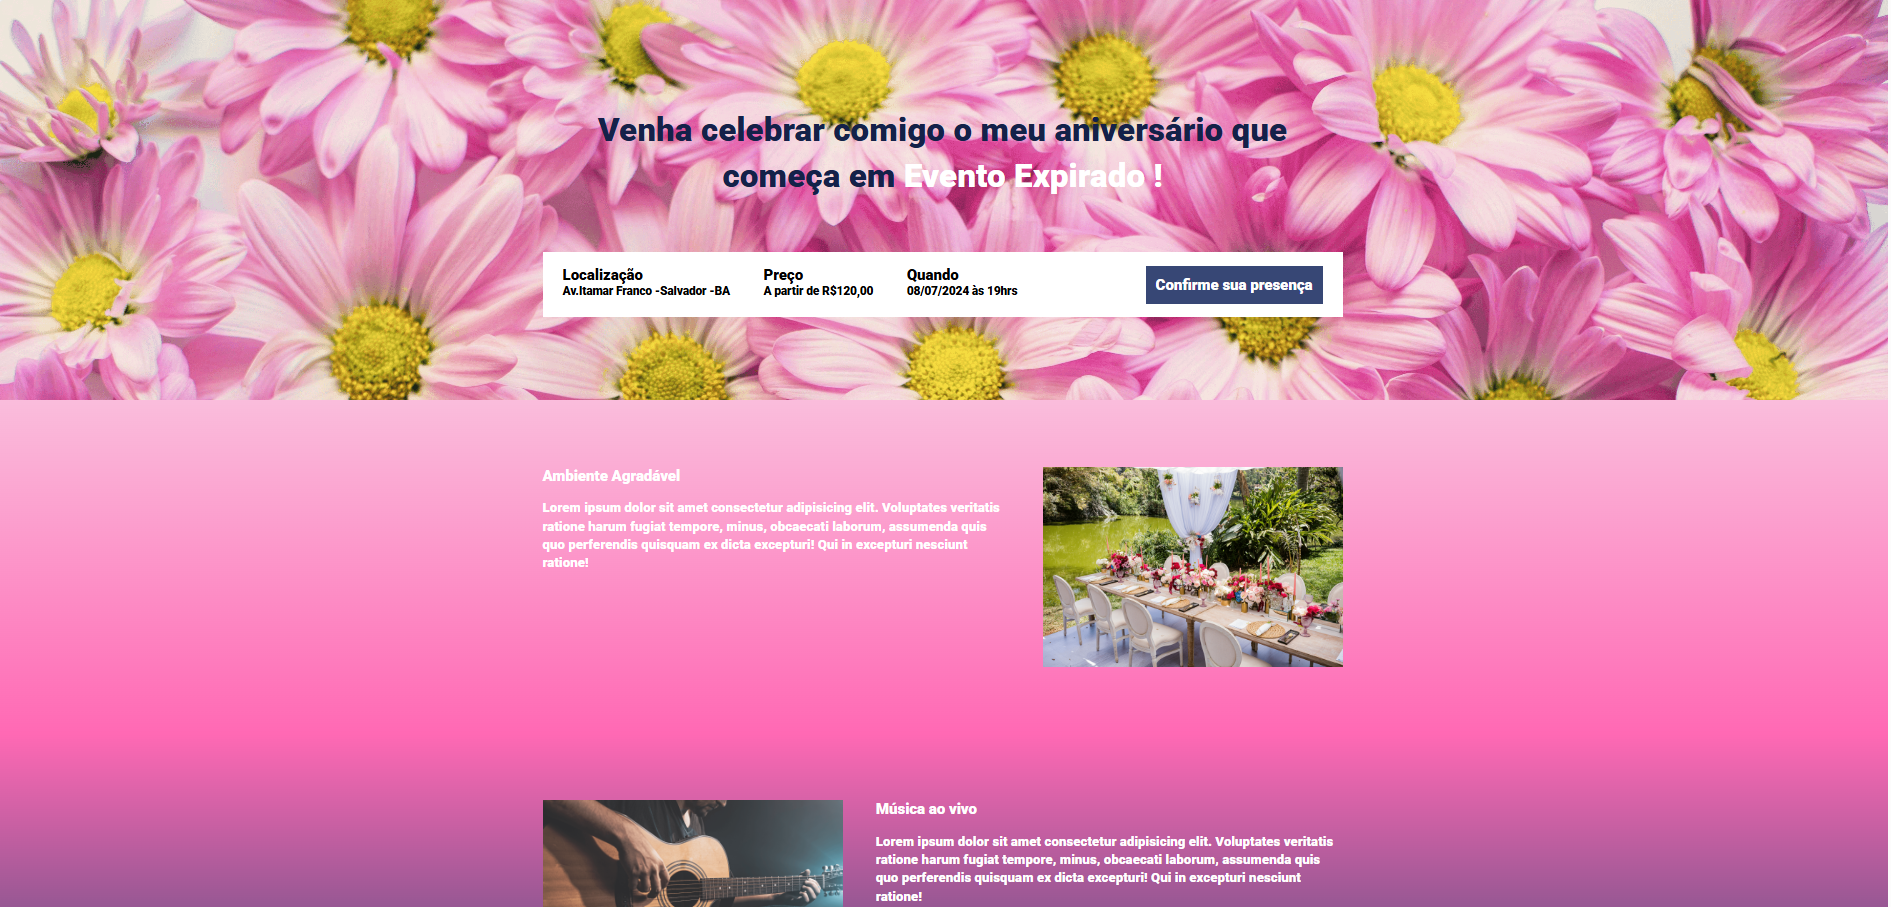 Venha celebrar comigo o meu aniversário que
começa em Evento Expirado !
Localização
Av.Itamar Franco -Salvador -BA
Preço
A partir de R$120,00
Quando
08/07/2024 às 19hrs
Confirme sua presença
Ambiente Agradável
Lorem ipsum dolor sit amet consectetur adipisicing elit. Voluptates veritatis
ratione harum fugiat tempore, minus, obcaecati laborum, assumenda quis
quo perferendis quisquam ex dicta excepturi! Qui in excepturi nesciunt
ratione!
Música ao vivo
Lorem ipsum dolor sit amet consectetur adipisicing elit. Voluptates veritatis
ratione harum fugiat tempore, minus, obcaecati laborum, assumenda quis
quo perferendis quisquam ex dicta excepturi! Qui in excepturi nesciunt
ratione!